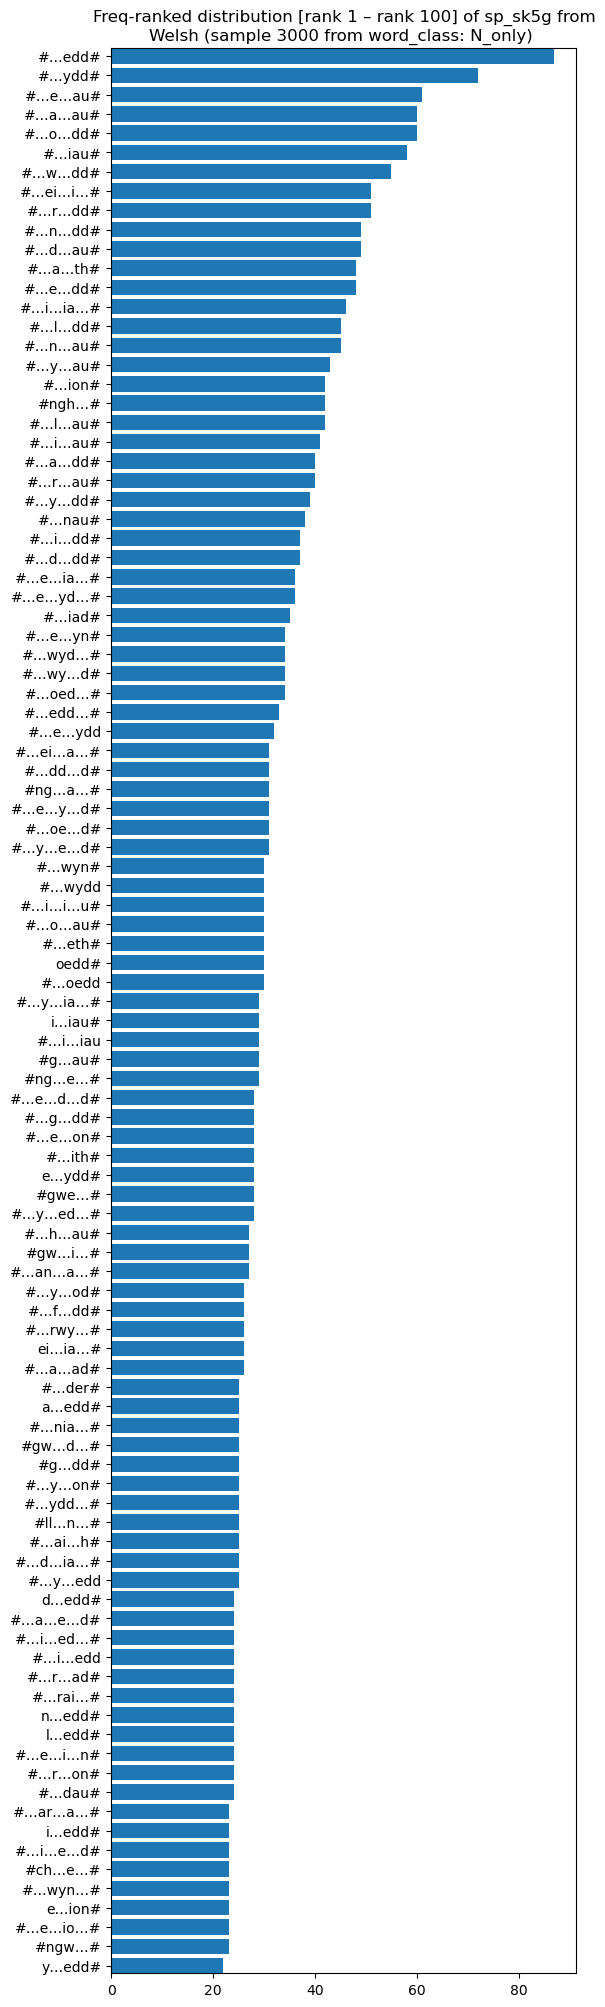 Freq-ranked distribution [rank 1 – rank 100] of sp_sk5g from
Welsh (sample 3000 from word_class: N_only)
#...edd#
#...ydd#
#...e...au#
#...a...au#
#...o...dd#
#...iau#
#...w...dd#
#...ei...i...#
#...r...dd#
#...n...dd#
#...d...au#
#...a...th#
#...e...dd#
#...i...ia...#
#...l...dd#
#...n...au#
#...y...au#
#...ion#
#ngh...#
#...l...au#
#...i...au#
#...a...dd#
#...r...au#
#...y...dd#
#...nau#
#...i...dd#
#...d...dd#
#...e...ia...#
#...e...yd...#
#...iad#
#...e...yn#
#...wyd...#
#...wy...d#
#...oed...#
#...edd...#
#...e...ydd
#...ei...a...#
#...dd...d#
#ng...a...#
#...e...y...d#
#...oe...d#
#...y...e...d#
#...wyn#
#...wydd
#...i...i...u#
#...o...au#
#...eth#
oedd#
#...oedd
#...y...ia...#
i...iau#
#...i...iau
#g...au#
#ng...e...#
#...e...d...d#
#...g...dd#
#...e...on#
#...ith#
e...ydd#
#gwe...#
#...y...ed...#
#...h...au#
#gw...i...#
#...an...a...#
#...y...od#
#...f...dd#
#...rwy...#
ei...ia...#
#...a...ad#
#...der#
a...edd#
#...nia...#
#gw...d...#
#g...dd#
#...y...on#
#...ydd...#
#ll...n...#
#...ai...h#
#...d...ia...#
#...y...edd
d...edd#
#...a...e...d#
#...i...ed...#
#...i...edd
#...r...ad#
#...rai...#
n...edd#
l...edd#
#...e...i...n#
#...r...on#
#...dau#
#...ar...a...#
i...edd#
#...i...e...d#
#ch...e...#
#...wyn...#
e...ion#
#...e...io...#
#ngw...#
y...edd#
0 20 40 60 80